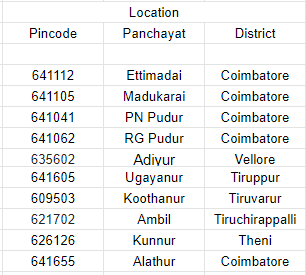 Location
Pincode Panchayat District
641112 Ettimadai Coimbatore
641105 Madukarai Coimbatore
641041 PN Pudur Coimbatore
641062 RG Pudur Coimbatore
635602 Adiyur Vellore
641605 Ugayanur Tiruppur
609503 Koothanur Tiruvarur
621702 Ambil Tiruchirappalli
626126 Kunnur Theni
641655 Alathur Coimbatore